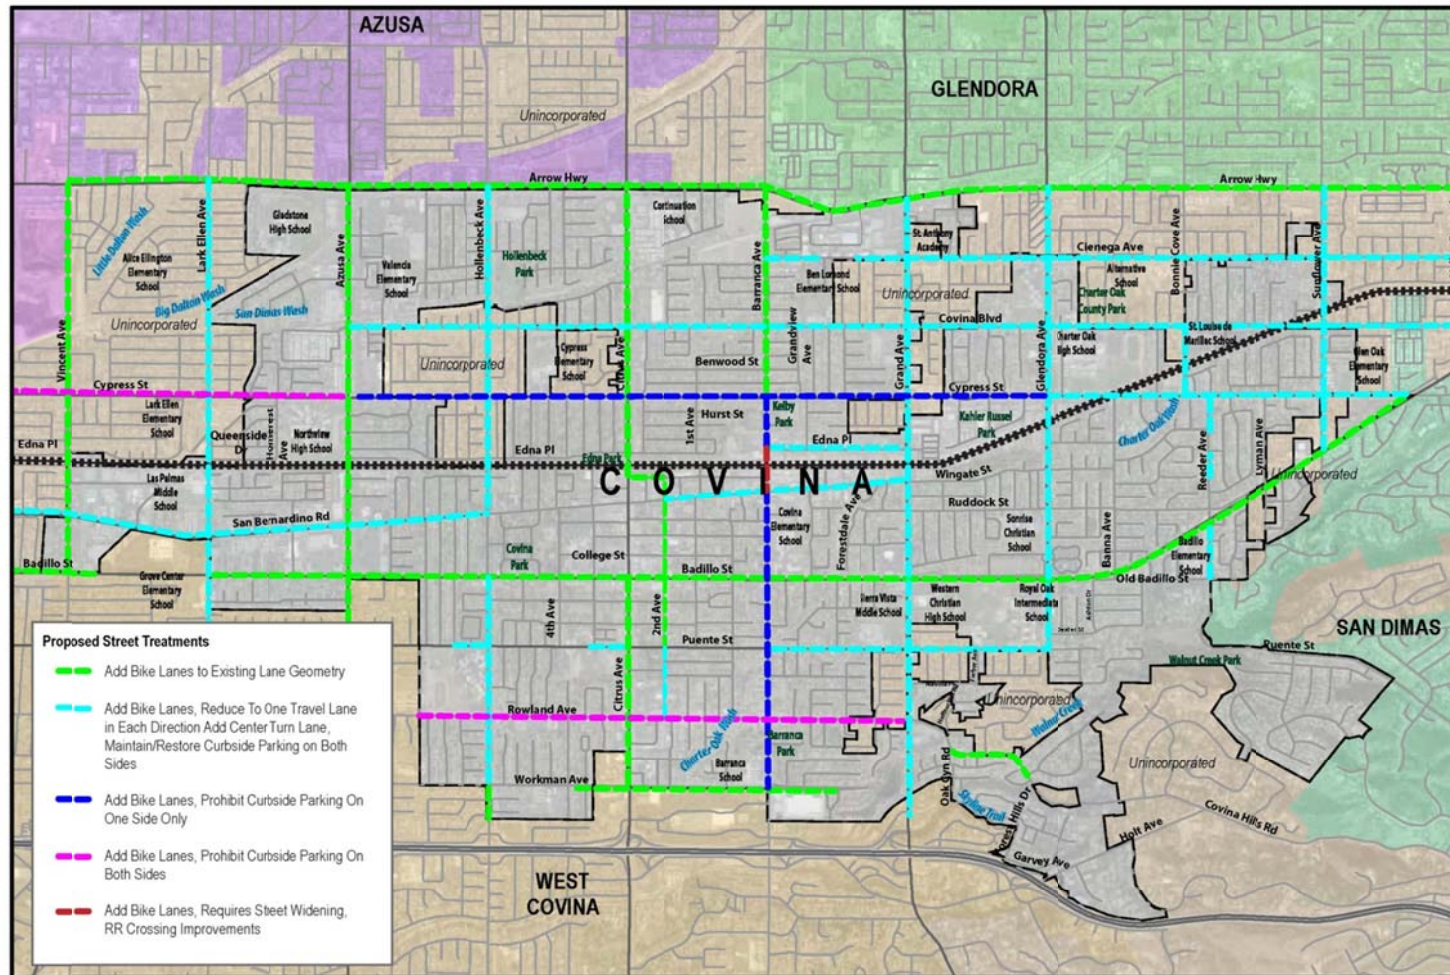 AZUSA
GLENDORA
Unincorporated
Arrow Hwy
Arrow Hwy
Little Dalton Wash
Lark Ellen Ave
Gladstone
High School
Azusa Ave
Hollenbeck Ave
Hollenbeck
Park
Continuation
School
Barranca Ave
St. Anthony
Academy
Cienega Ave
Bonnie Cove Ave
Sunflower Ave
Alice Ellington
Elementary
School
Valencia
Elementary
School
Ben Lomond
Elementary School
Unincorporated
Alternative
School
Charter Oak
County Park
Big Dalton Wash
San Dimas Wash
Unincorporated
Vincent Ave
Covina Blvd
Grandview
Ave
Grand Ave
Glendora Ave
Charter Oak
High School
St. Louise de
Marillac School
Glen Oak
Elementary
School
Unincorporated
Cypress
Elementary
School
Citrus Ave
Benwood St
Cypress St
Cypress St
Lark Ellen
Elementary
School
Queenside
Dr
Homerest
Ave
Northview
High School
Hurst St
1st Ave
Kelby
Park
Edna Pl
Kahler Russel
Park
Charter Oak Wash
Reeder Ave
Lyman Ave
Edna Pl
Edna Pl
Edna Park
COVINA
Wingate St
Unincorporated
Las Palmas
Middle
School
San Bernardino Rd
Covina
Elementary
School
Forestdale Ave
Ruddock St
Sonrise
Christian
School
Banna Ave
Badillo
Elementary
School
Badillo St
Grove Center
Elementary
School
Covina
Park
College St
Badillo St
Old Badillo St
4th Ave
2nd Ave
Puente St
Sierra Vista
Middle School
Western
Christian
High School
Royal Oak
Intermediate
School
Ashton Dr
SAN DIMAS
Puente St
Walnut Creek Park
Citrus Ave
Rowland Ave
Unincorporated
Walnut Creek
Charter Oak Wash
Barranca
Park
Barranca
School
Workman Ave
Oak Cyn Rd
Skyline Trail
Forest Hills Dr
Unincorporated
Covina Hills Rd
Holt Ave
Garvey Ave
WEST
COVINA
Proposed Street Treatments
Add Bike Lanes to Existing Lane Geometry
Add Bike Lanes, Reduce To One Travel Lane
in Each Direction Add Center Turn Lane,
Maintain/Restore Curbside Parking on Both
Sides
Add Bike Lanes, Prohibit Curbside Parking On
One Side Only
Add Bike Lanes, Prohibit Curbside Parking On
Both Sides
Add Bike Lanes, Requires Steet Widening,
RR Crossing Improvements